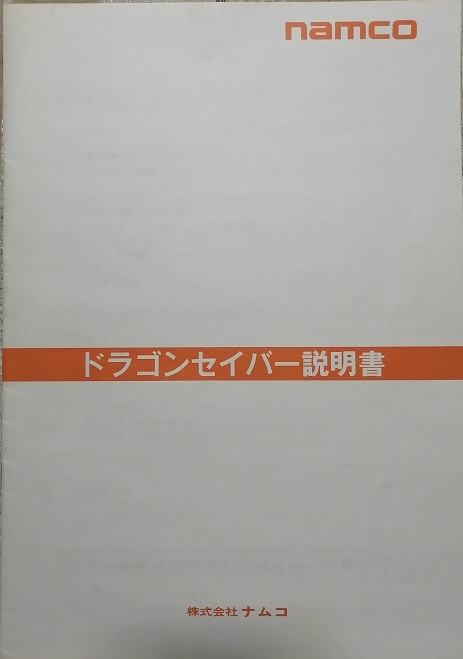 namco
ドラゴンセイバー説明書
株式会社 ナムコ